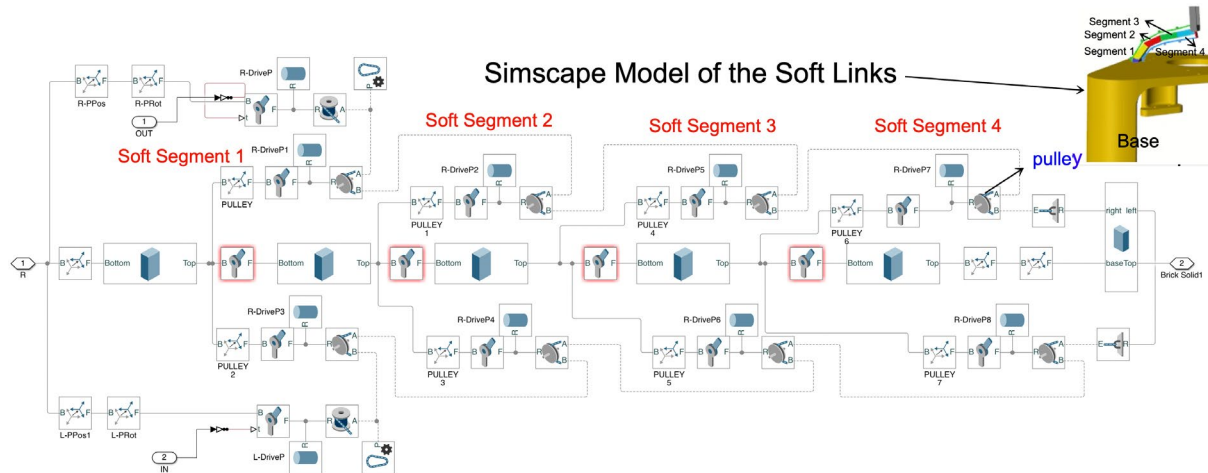 Simscape Model of the Soft Links
Segment 3
Segment 2
Segment 1
Segment 4
Base
pulley
Soft Segment 1
Soft Segment 2
Soft Segment 3
Soft Segment 4
B F
R-PPos
B F
R-PRot
1
OUT
R-DriveP
R
B F
t
R A
P
R-DriveP1
R
B F
PULLEY
B F
R A
B
R-DriveP2
R
B F
PULLEY
1
B F
R A
B
R-DriveP5
R
B F
PULLEY
4
B F
R A
B
R-DriveP7
R
B F
PULLEY
6
B F
R A
B
E R
1
R
B F
Bottom Top
B F
Bottom Top
B F
Bottom Top
B F
Bottom Top
B F
Bottom Top
B F
B F
right left
baseTop
2
Brick Solid1
R-DriveP3
R
B F
PULLEY
2
B F
R A
B
R-DriveP4
R
B F
PULLEY
3
B F
R A
B
R-DriveP6
R
B F
PULLEY
5
B F
R A
B
R-DriveP8
R
B F
PULLEY
7
B F
R A
B
E R
B F
L-PPos1
B F
L-PRot
2
IN
B F
t
R
L-DriveP
R A
P